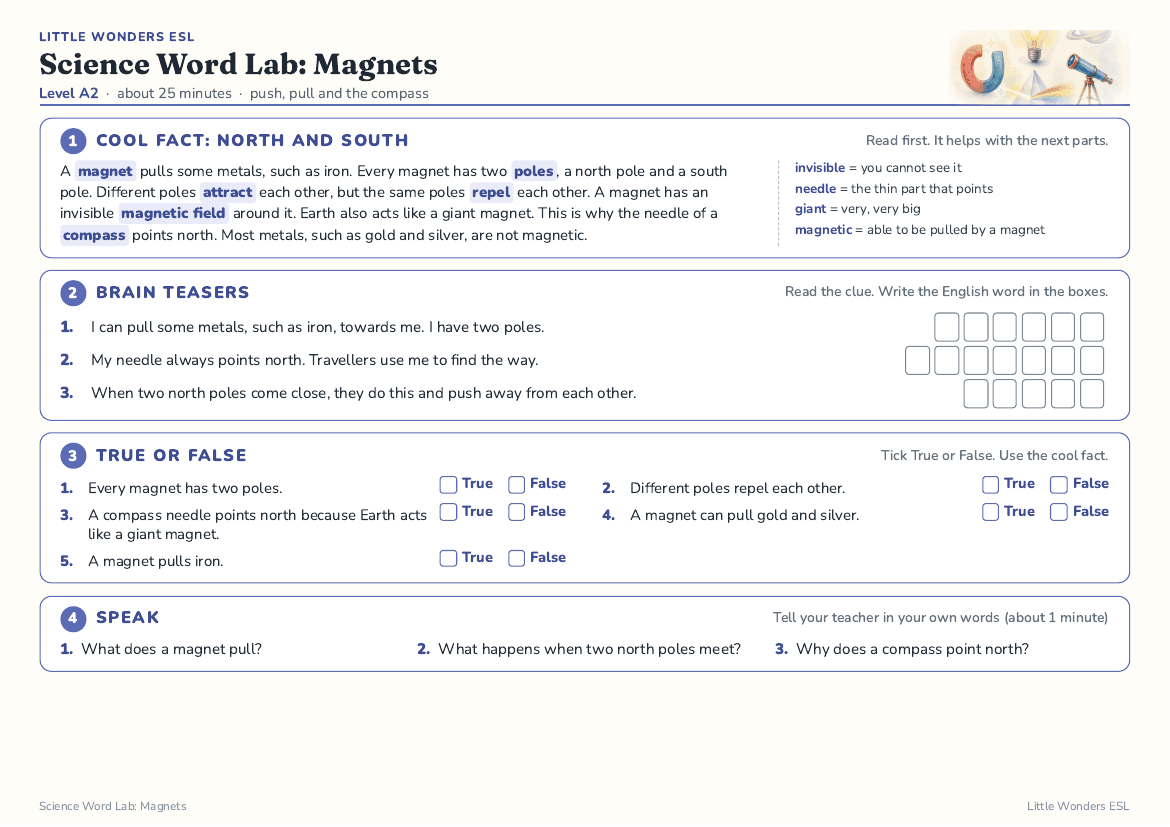 LITTLE WONDERS ESL
Science Word Lab: Magnets
Level A2 · about 25 minutes · push, pull and the compass
1 COOL FACT: NORTH AND SOUTH
Read first. It helps with the next parts.
A magnet pulls some metals, such as iron. Every magnet has two poles, a north pole and a south
pole. Different poles attract each other, but the same poles repel each other. A magnet has an
invisible magnetic field around it. Earth also acts like a giant magnet. This is why the needle of a
compass points north. Most metals, such as gold and silver, are not magnetic.
invisible = you cannot see it
needle = the thin part that points
giant = very, very big
magnetic = able to be pulled by a magnet
2 BRAIN TEASERS
Read the clue. Write the English word in the boxes.
1. I can pull some metals, such as iron, towards me. I have two poles.
2. My needle always points north. Travellers use me to find the way.
3. When two north poles come close, they do this and push away from each other.
3 TRUE OR FALSE
Tick True or False. Use the cool fact.
1. Every magnet has two poles. True False
2. Different poles repel each other. True False
3. A compass needle points north because Earth acts
like a giant magnet. True False
4. A magnet can pull gold and silver. True False
5. A magnet pulls iron. True False
4 SPEAK
Tell your teacher in your own words (about 1 minute)
1. What does a magnet pull?
2. What happens when two north poles meet?
3. Why does a compass point north?
Science Word Lab: Magnets
Little Wonders ESL